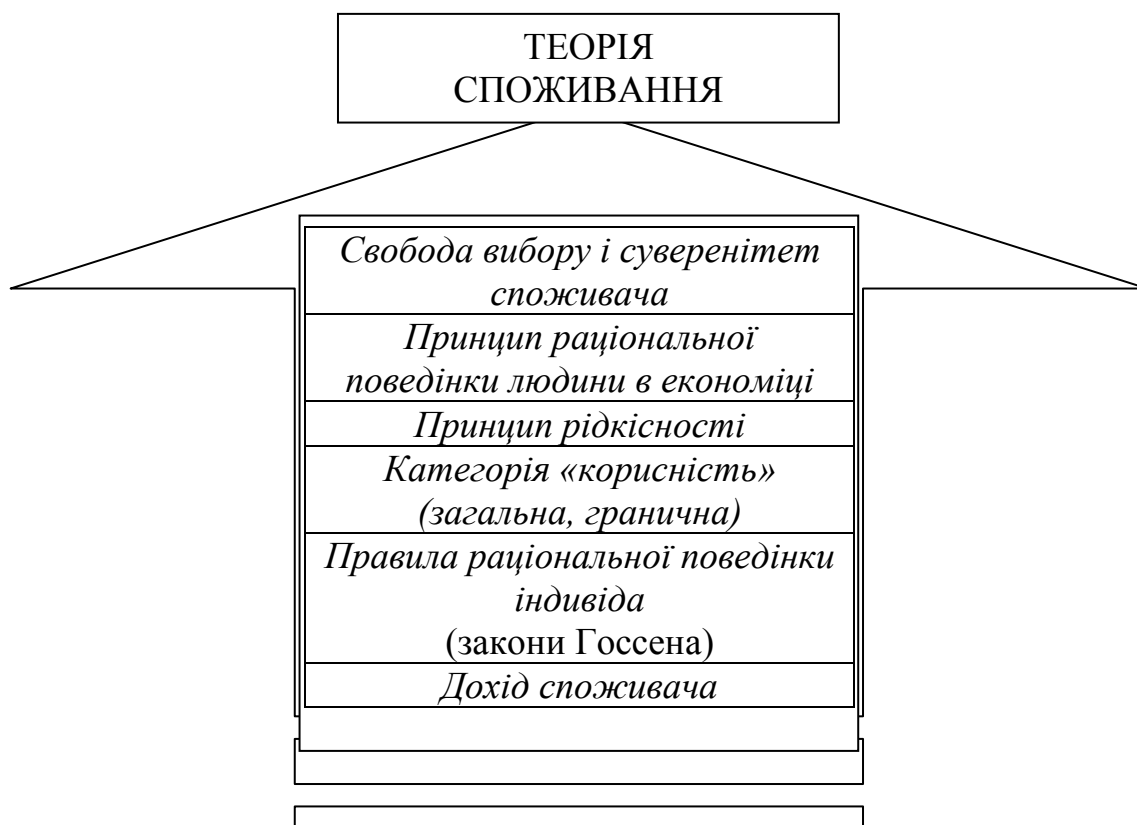 ТЕОРІЯ
СПОЖИВАННЯ
Свобода вибору і суверенітет
споживача
Принцип раціональної
поведінки людини в економіці
Принцип рідкісності
Категорія «корисність»
(загальна, гранична)
Правила раціональної поведінки
індивіда
(закони Госсена)
Дохід споживача